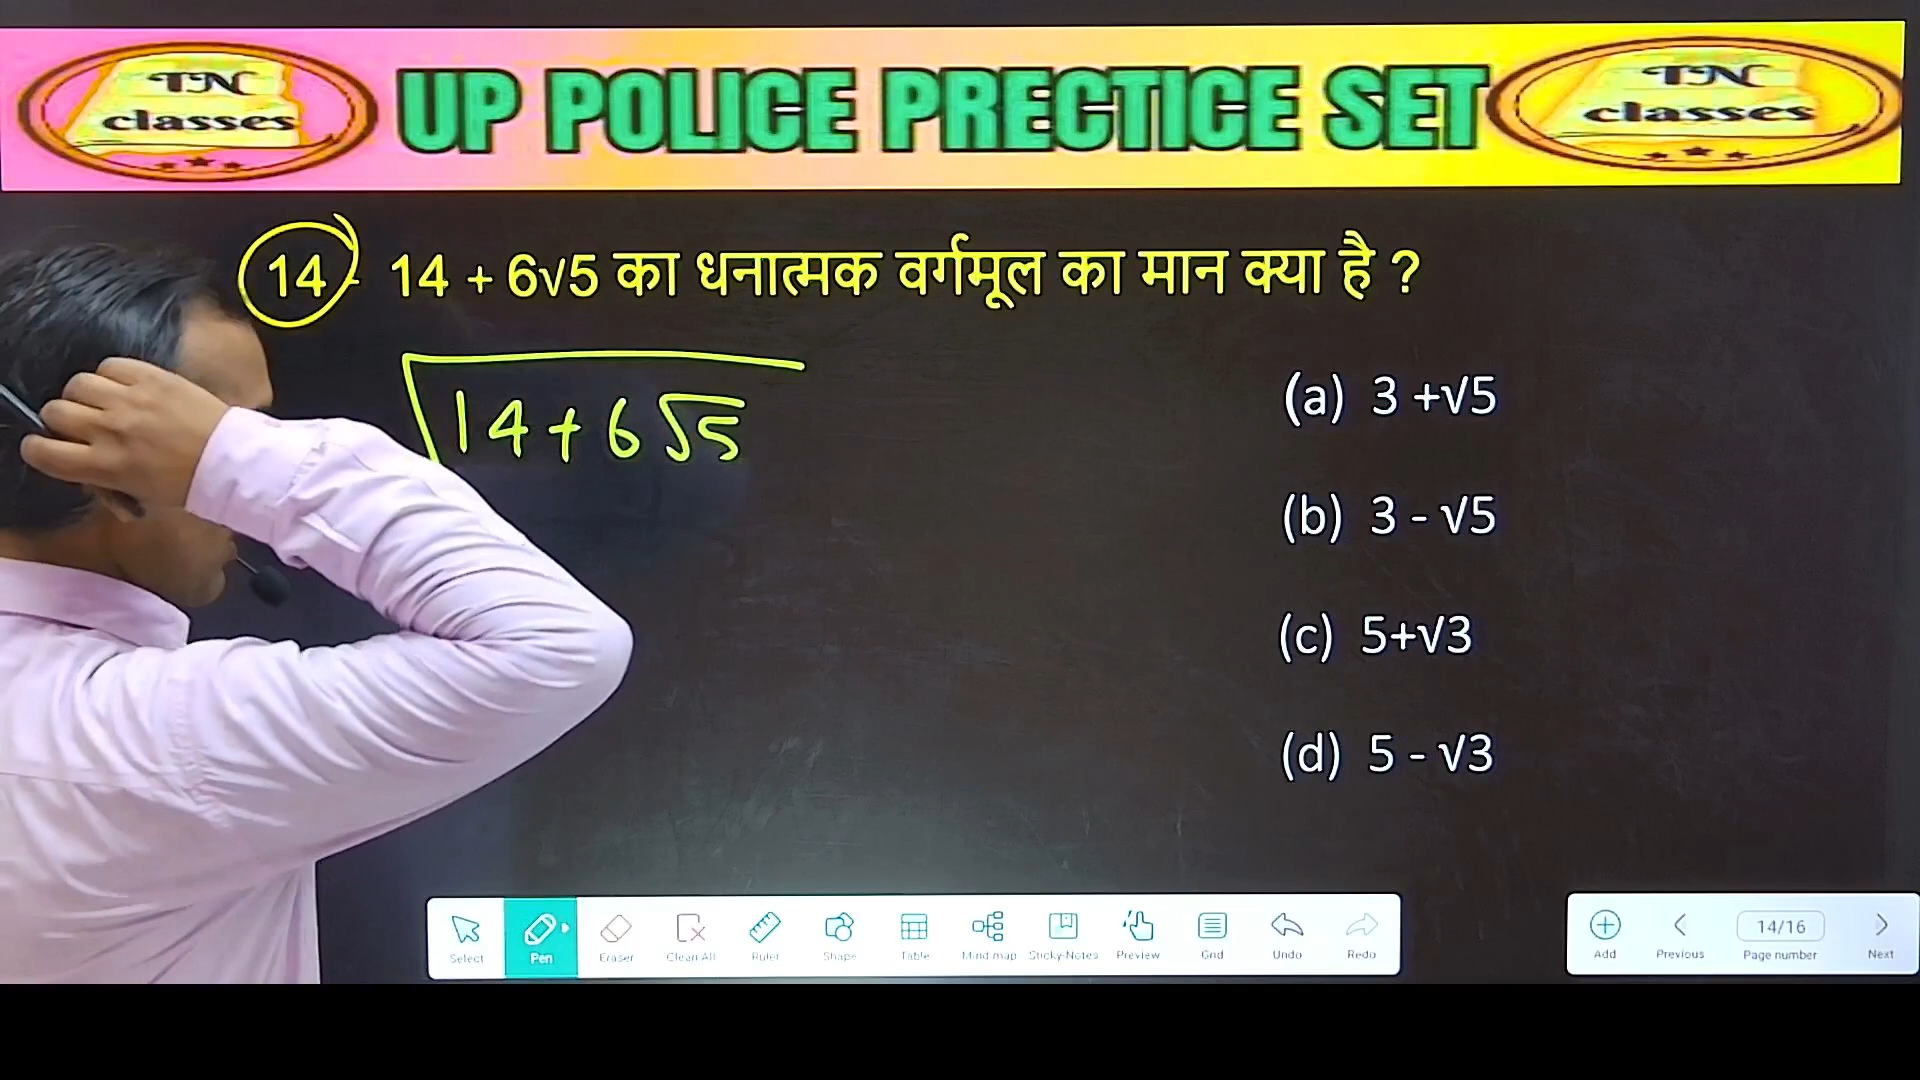 TN classes
UP POLICE PRECTICE SET
TN classes
14 - 14 + 6√5 का धनात्मक वर्गमूल का मान क्या है ?
√14+6√5
(a) 3 +√5
(b) 3 - √5
(c) 5+√3
(d) 5 - √3
Select Pen Eraser Clean All Ruler Shape Table Mind map Sticky-Notes Preview Grid Undo Redo
Add Previous 14/16 Page number Next